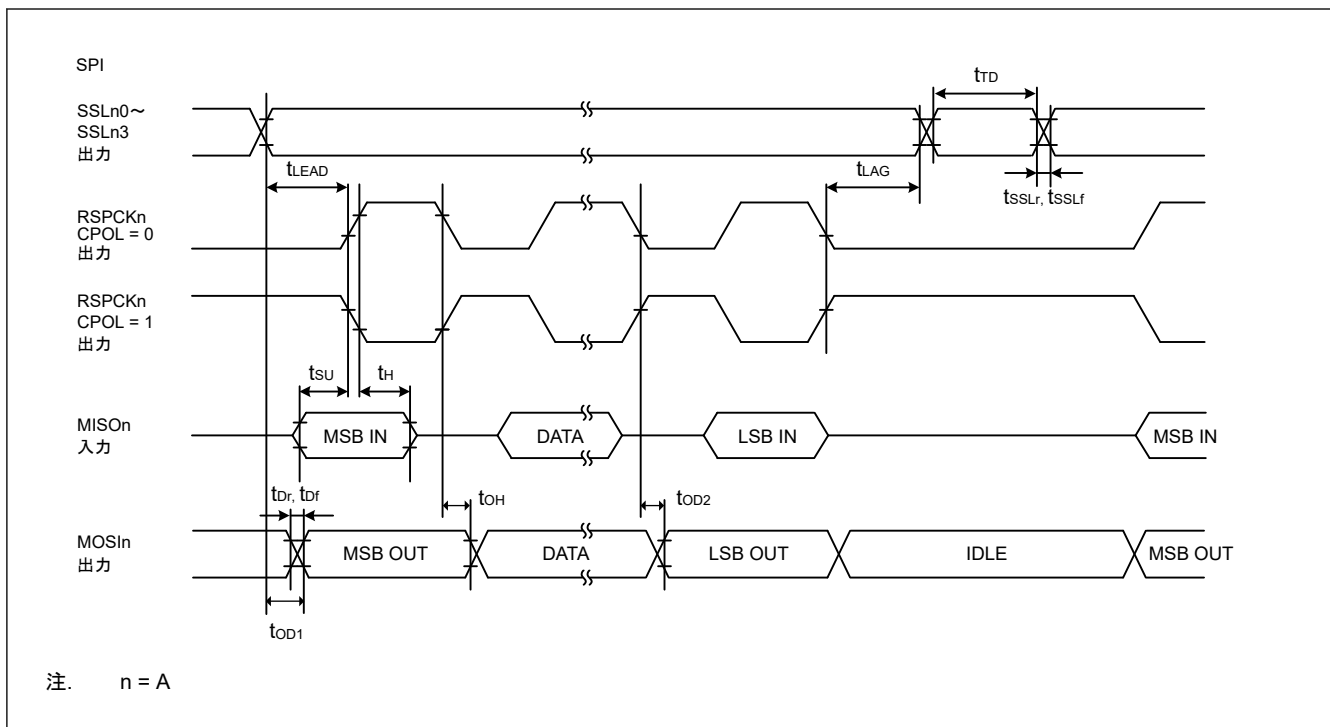 SPI
tTD
SSLn0～
SSLn3
出力
tLEAD
tLAG
tSSLr, tSSLf
RSPCKn
CPOL = 0
出力
RSPCKn
CPOL = 1
出力
tSU
tH
MISOn
入力
MSB IN
DATA
LSB IN
MSB IN
tDr, tDf
tOH
tOD2
MOSIn
出力
MSB OUT
DATA
LSB OUT
IDLE
MSB OUT
tOD1
注. n = A